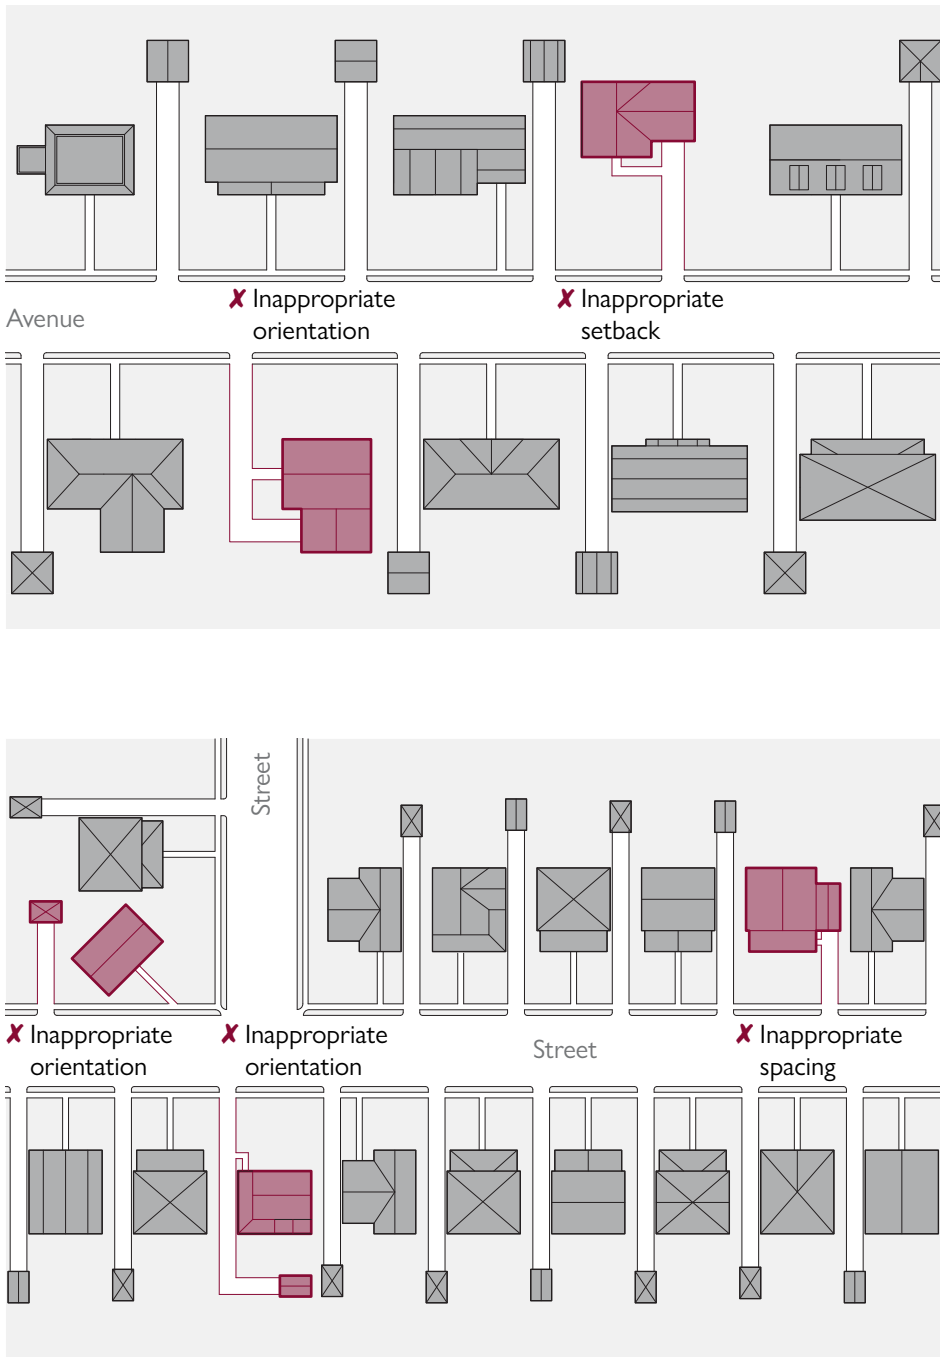 ✗ Inappropriate
orientation
✗ Inappropriate
setback
Avenue
Street
✗ Inappropriate
orientation
✗ Inappropriate
orientation
Street
✗ Inappropriate
spacing